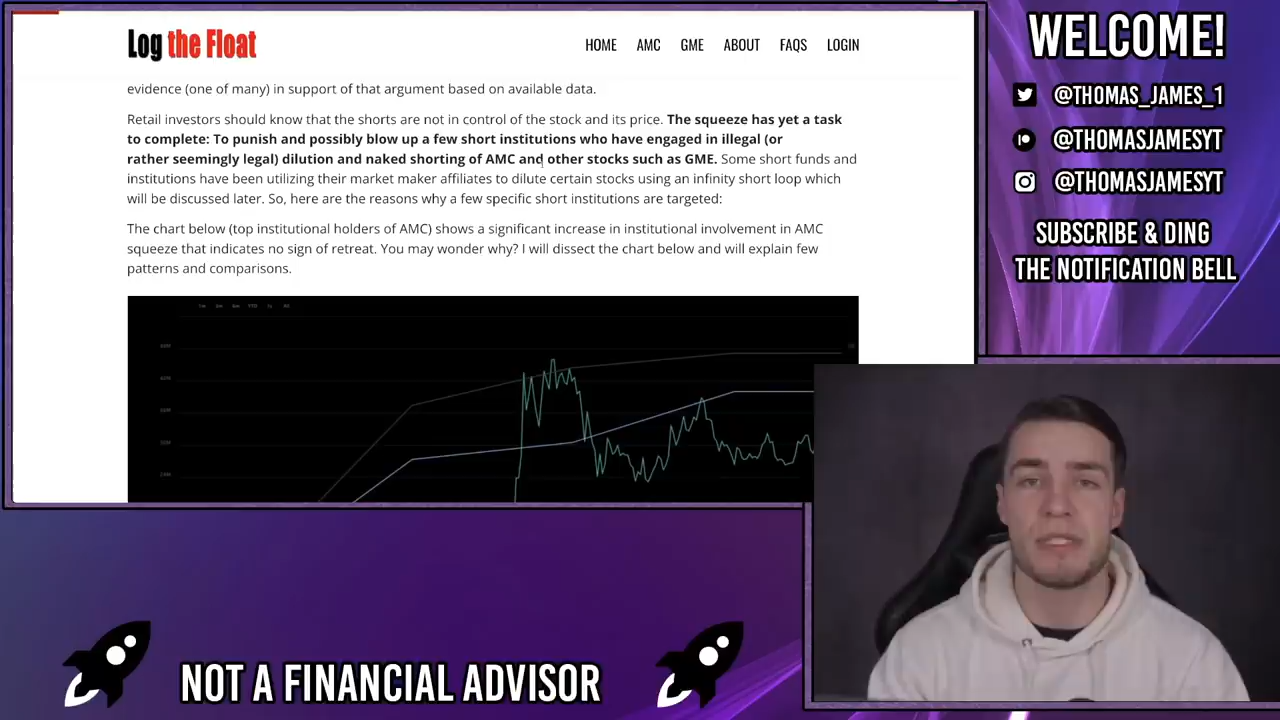 Log the Float
HOME AMC GME ABOUT FAQS LOGIN
evidence (one of many) in support of that argument based on available data.
Retail investors should know that the shorts are not in control of the stock and its price. The squeeze has yet a task
to complete: To punish and possibly blow up a few short institutions who have engaged in illegal (or
rather seemingly legal) dilution and naked shorting of AMC and other stocks such as GME. Some short funds and
institutions have been utilizing their market maker affiliates to dilute certain stocks using an infinity short loop which
will be discussed later. So, here are the reasons why a few specific short institutions are targeted:
The chart below (top institutional holders of AMC) shows a significant increase in institutional involvement in AMC
squeeze that indicates no sign of retreat. You may wonder why? I will dissect the chart below and will explain few
patterns and comparisons.
WELCOME!
@THOMAS_JAMES_1
@THOMASJAMESYT
@THOMASJAMESYT
SUBSCRIBE & DING
THE NOTIFICATION BELL
NOT A FINANCIAL ADVISOR